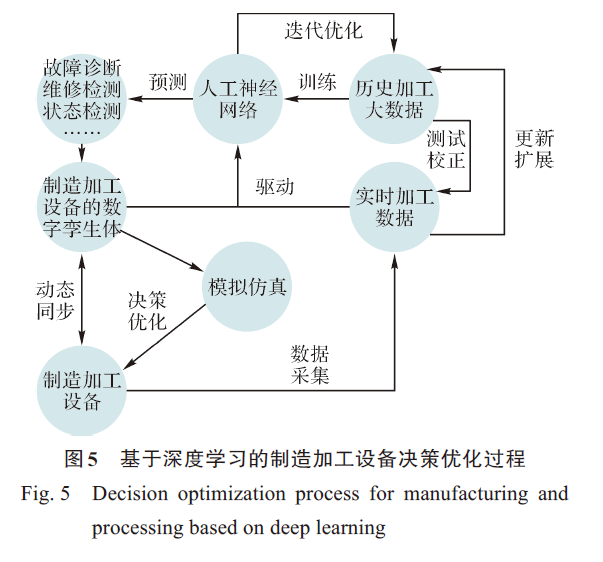 迭代优化
故障诊断
维修检测
状态检测
……
预测
人工神经
网络
训练
历史加工
大数据
测试
校正
更新
扩展
制造加工
设备的数
字孪生体
驱动
实时加工
数据
动态
同步
决策
优化
模拟仿真
制造加工
设备
数据
采集
图5 基于深度学习的制造加工设备决策优化过程
Fig. 5 Decision optimization process for manufacturing and
processing based on deep learning